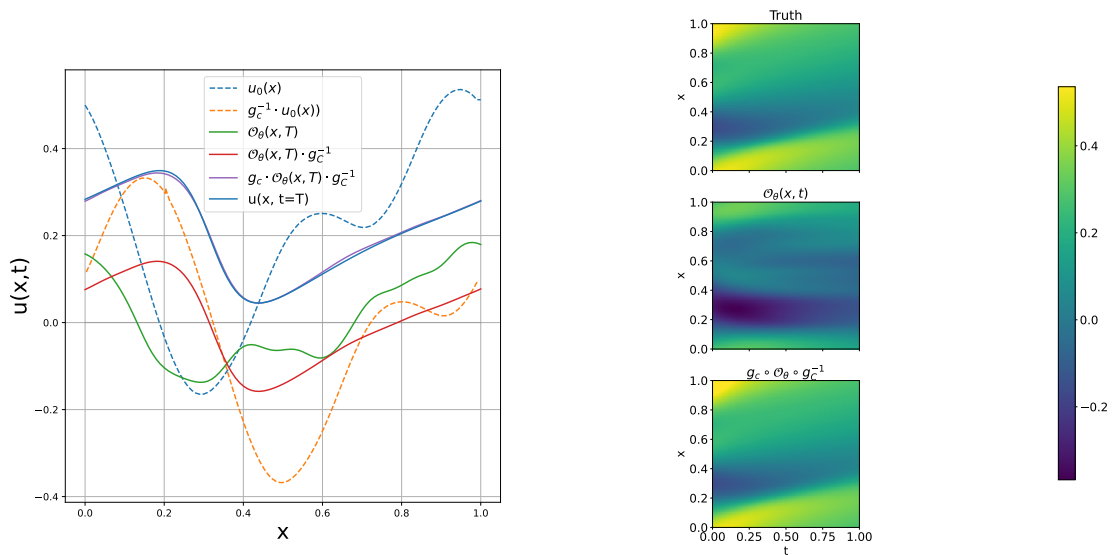 u(x,t)
0.4
0.2
0.0
−0.2
−0.4
0.0 0.2 0.4 0.6 0.8 1.0
x
u₀(x)
g_c⁻¹ · u₀(x))
𝒪_θ(x, T)
𝒪_θ(x, T) · g_C⁻¹
g_c · 𝒪_θ(x, T) · g_C⁻¹
u(x, t=T)
Truth
1.0
0.8
0.6
0.4
0.2
0.0
x
𝒪_θ(x, t)
1.0
0.8
0.6
0.4
0.2
0.0
x
g_c ∘ 𝒪_θ ∘ g_C⁻¹
1.0
0.8
0.6
0.4
0.2
0.0
x
0.00 0.25 0.50 0.75 1.00
t
0.4
0.2
0.0
−0.2